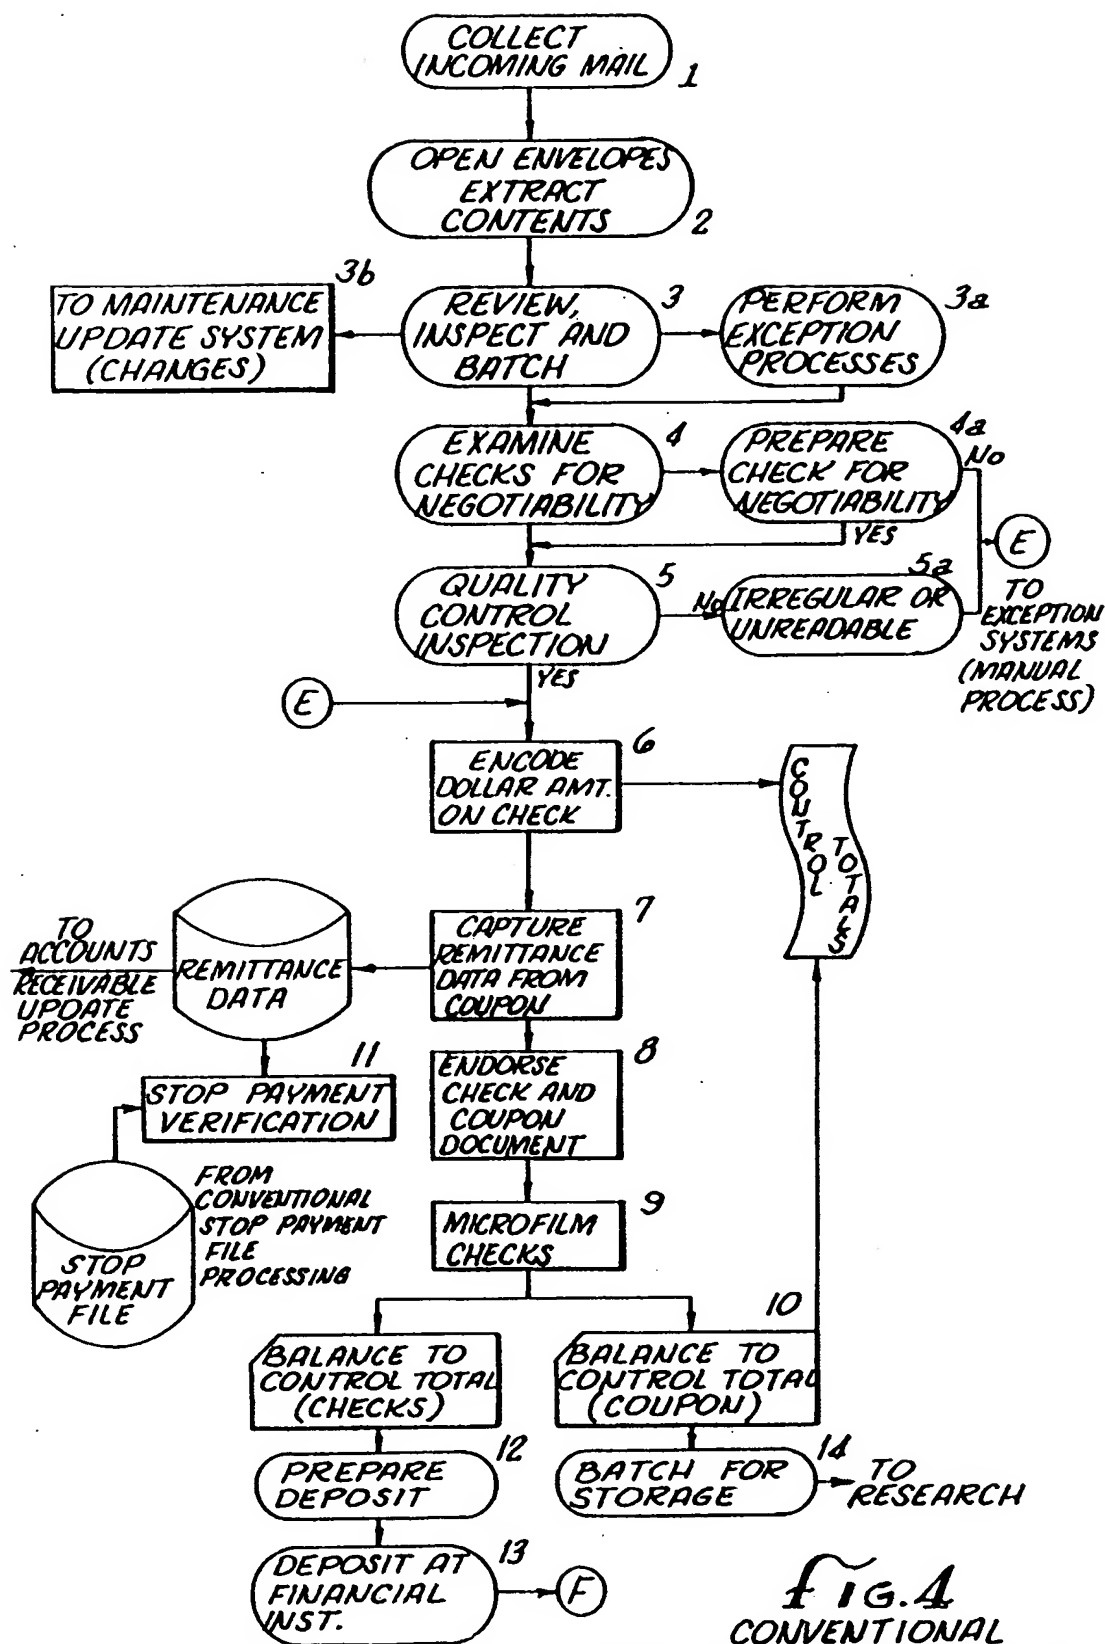 COLLECT
INCOMING MAIL
1
OPEN ENVELOPES
EXTRACT
CONTENTS
2
3b
TO MAINTENANCE
UPDATE SYSTEM
(CHANGES)
REVIEW,
INSPECT AND
BATCH
3
PERFORM
EXCEPTION
PROCESSES
3a
EXAMINE
CHECKS FOR
NEGOTIABILITY
4
PREPARE
CHECK FOR
NEGOTIABILITY
4a
No
YES
E
TO
EXCEPTION
SYSTEMS
(MANUAL
PROCESS)
QUALITY
CONTROL
INSPECTION
5
No
IRREGULAR OR
UNREADABLE
5a
YES
E
ENCODE
DOLLAR AMT.
ON CHECK
6
CONTROL
TOTALS
CAPTURE
REMITTANCE
DATA FROM
COUPON
7
REMITTANCE
DATA
TO
ACCOUNTS
RECEIVABLE
UPDATE
PROCESS
11
STOP PAYMENT
VERIFICATION
ENDORSE
CHECK AND
COUPON
DOCUMENT
8
STOP
PAYMENT
FILE
FROM
CONVENTIONAL
STOP PAYMENT
FILE
PROCESSING
MICROFILM
CHECKS
9
BALANCE TO
CONTROL TOTAL
(CHECKS)
10
BALANCE TO
CONTROL TOTAL
(COUPON)
PREPARE
DEPOSIT
12
BATCH FOR
STORAGE
14
TO
RESEARCH
DEPOSIT AT
FINANCIAL
INST.
13
F
FIG.4
CONVENTIONAL